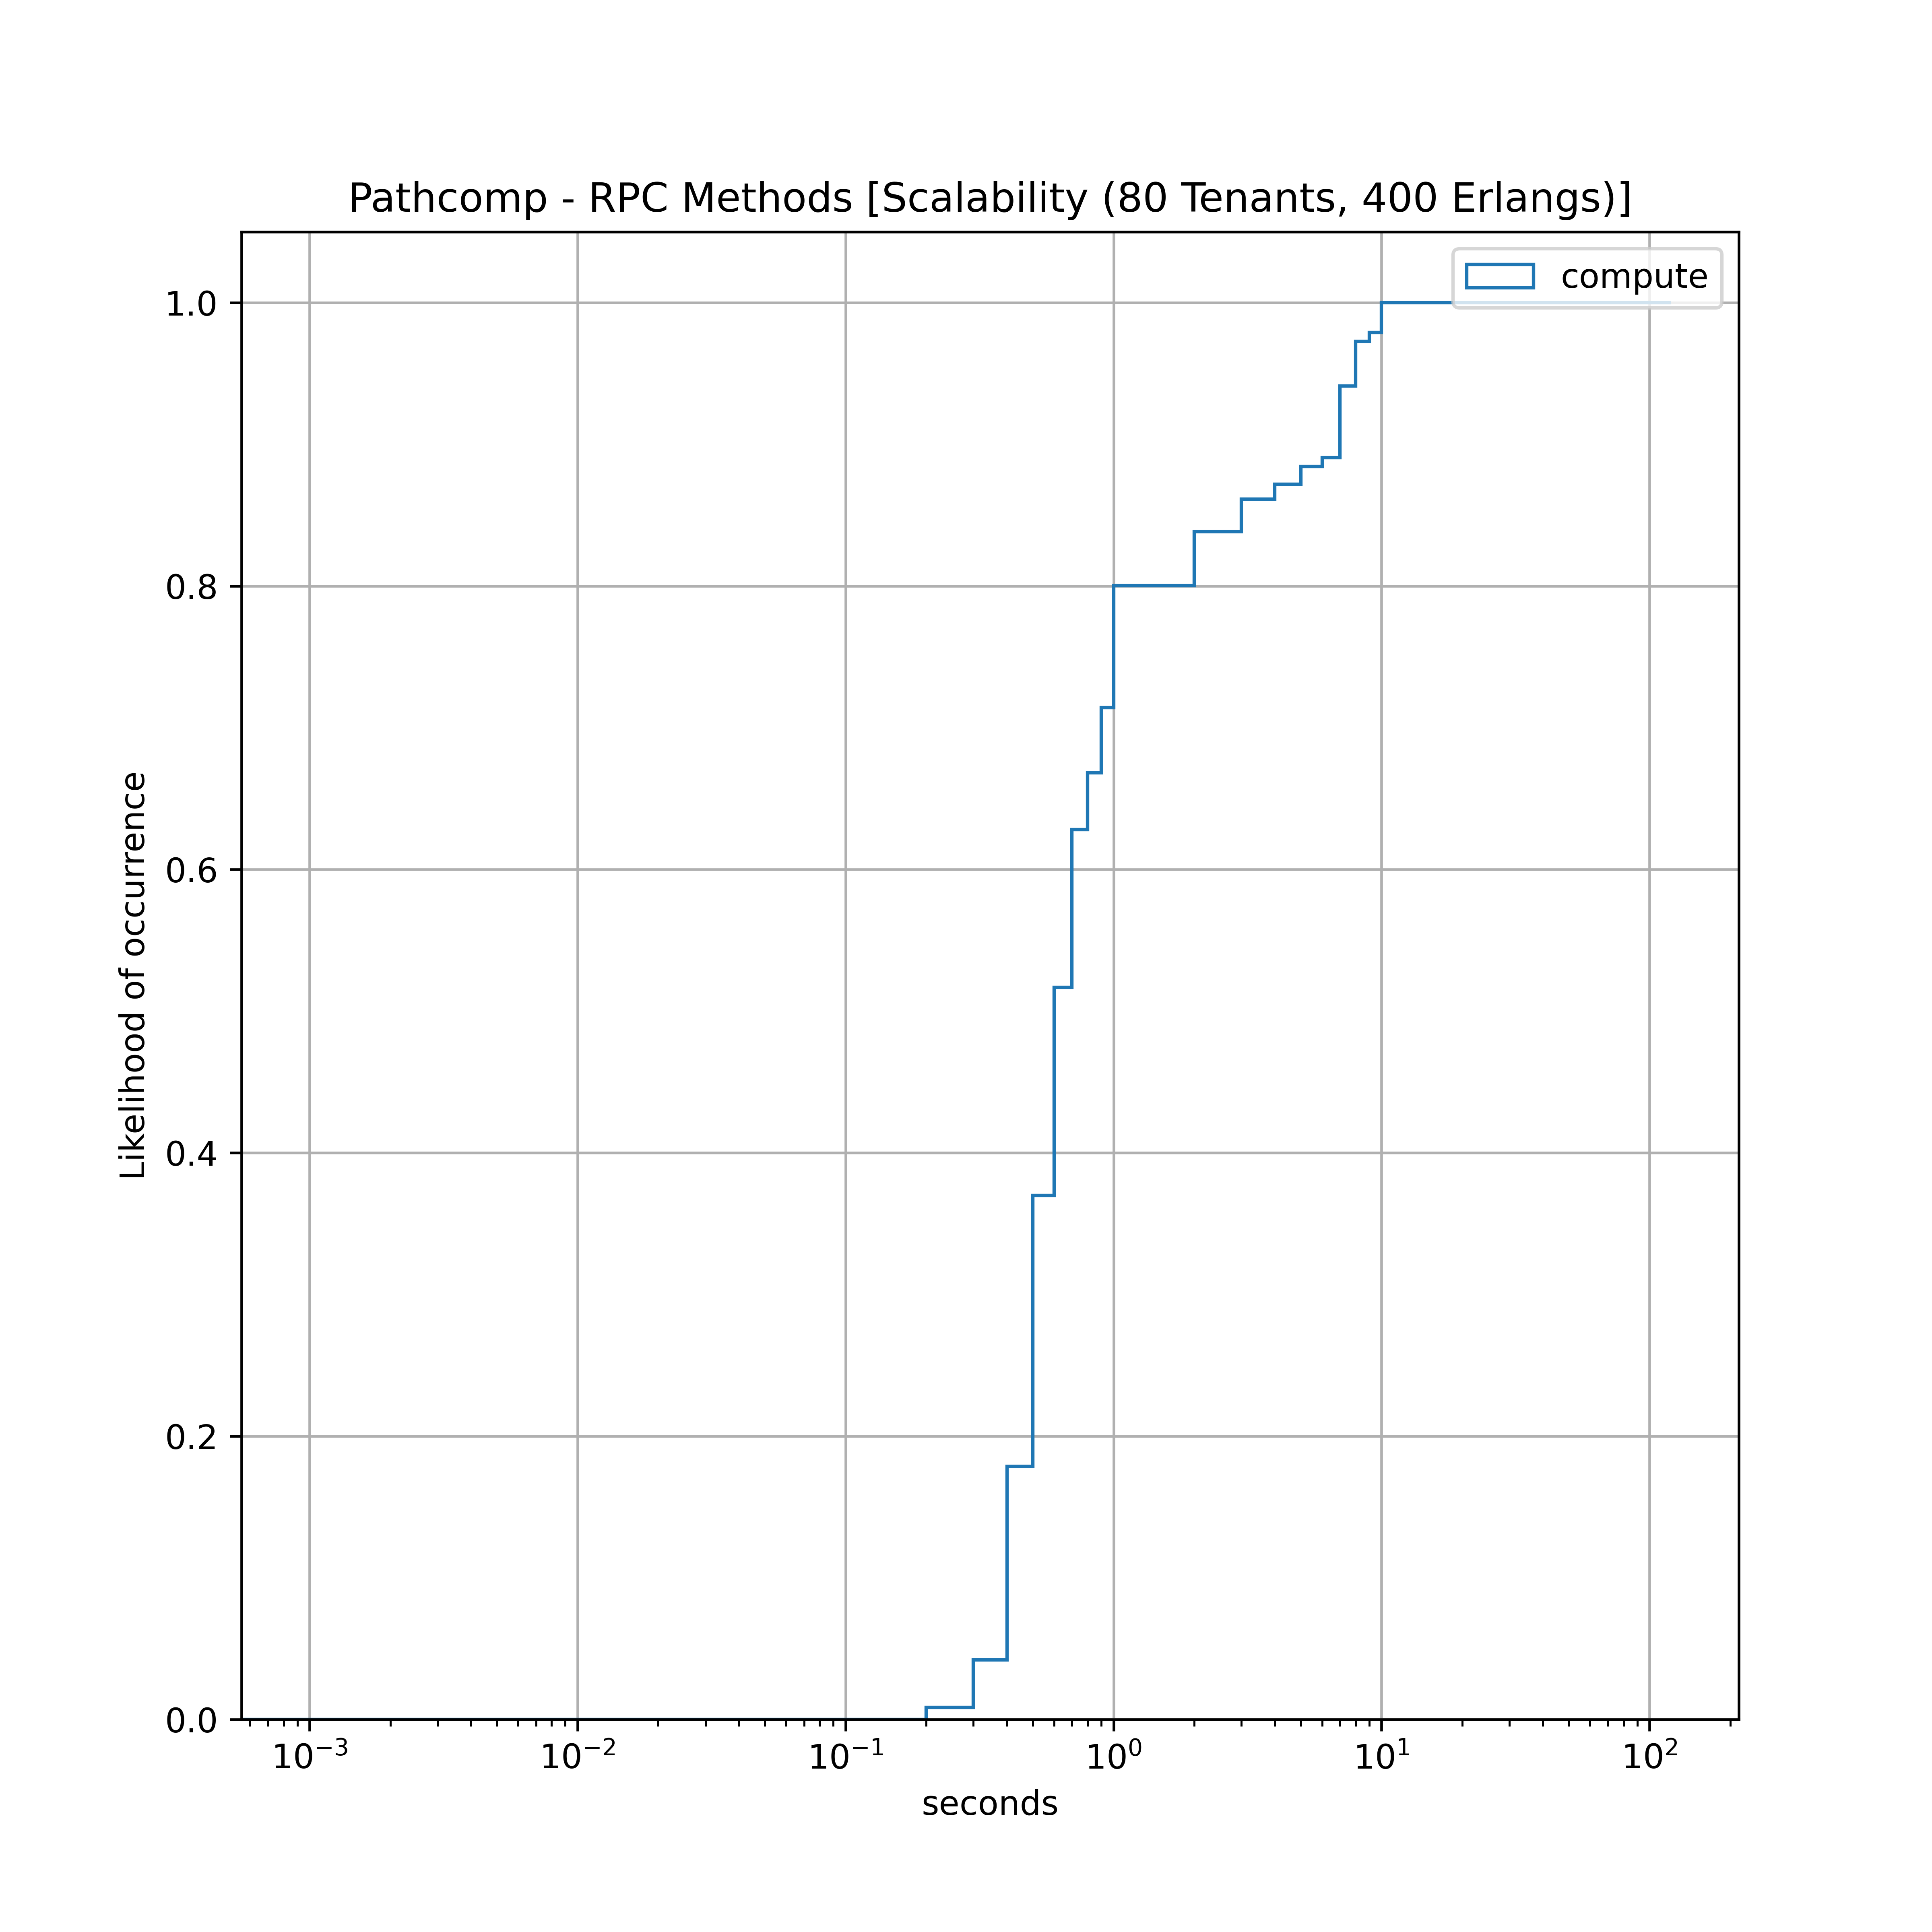 Pathcomp - RPC Methods [Scalability (80 Tenants, 400 Erlangs)]
compute
1.0
0.8
0.6
0.4
0.2
0.0
Likelihood of occurrence
10⁻³ 10⁻² 10⁻¹ 10⁰ 10¹ 10²
seconds